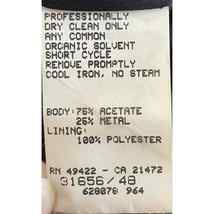 PROFESSIONALLY
DRY CLEAN ONLY
ANY COMMON
ORGANIC SOLVENT
SHORT CYCLE
REMOVE PROMPTLY
COOL IRON, NO STEAM
BODY: 75% ACETATE
25% METAL
LINING:
100% POLYESTER
RN 49422 - CA 21472
31656/48
628078 964